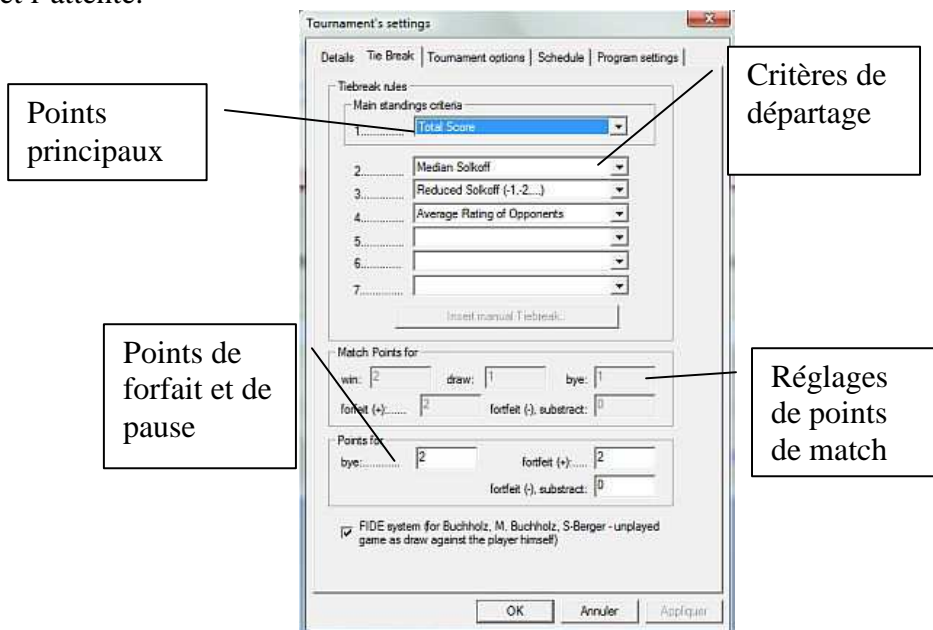 et l'attente.
Tournament's settings
Details Tie Break Tournament options Schedule Program settings
Tiebreak rules
Main standings criteria
1............. Total Score
2............. Median Solkoff
3............. Reduced Solkoff (-1.-2....)
4............. Average Rating of Opponents
5.............
6.............
7.............
Insert manual Tiebreak...
Match Points for
win: 2 draw: 1 bye: 1
forfeit (+):...... 2 fortfeit (-), substract: 0
Points for
bye:............ 2 fortfeit (+):..... 2
fortfeit (-), substract: 0
FIDE system (for Buchholz, M. Buchholz, S-Berger - unplayed
game as draw against the player himself)
OK Annuler Appliquer
Points
principaux
Critères de
départage
Points de
forfait et de
pause
Réglages
de points
de match